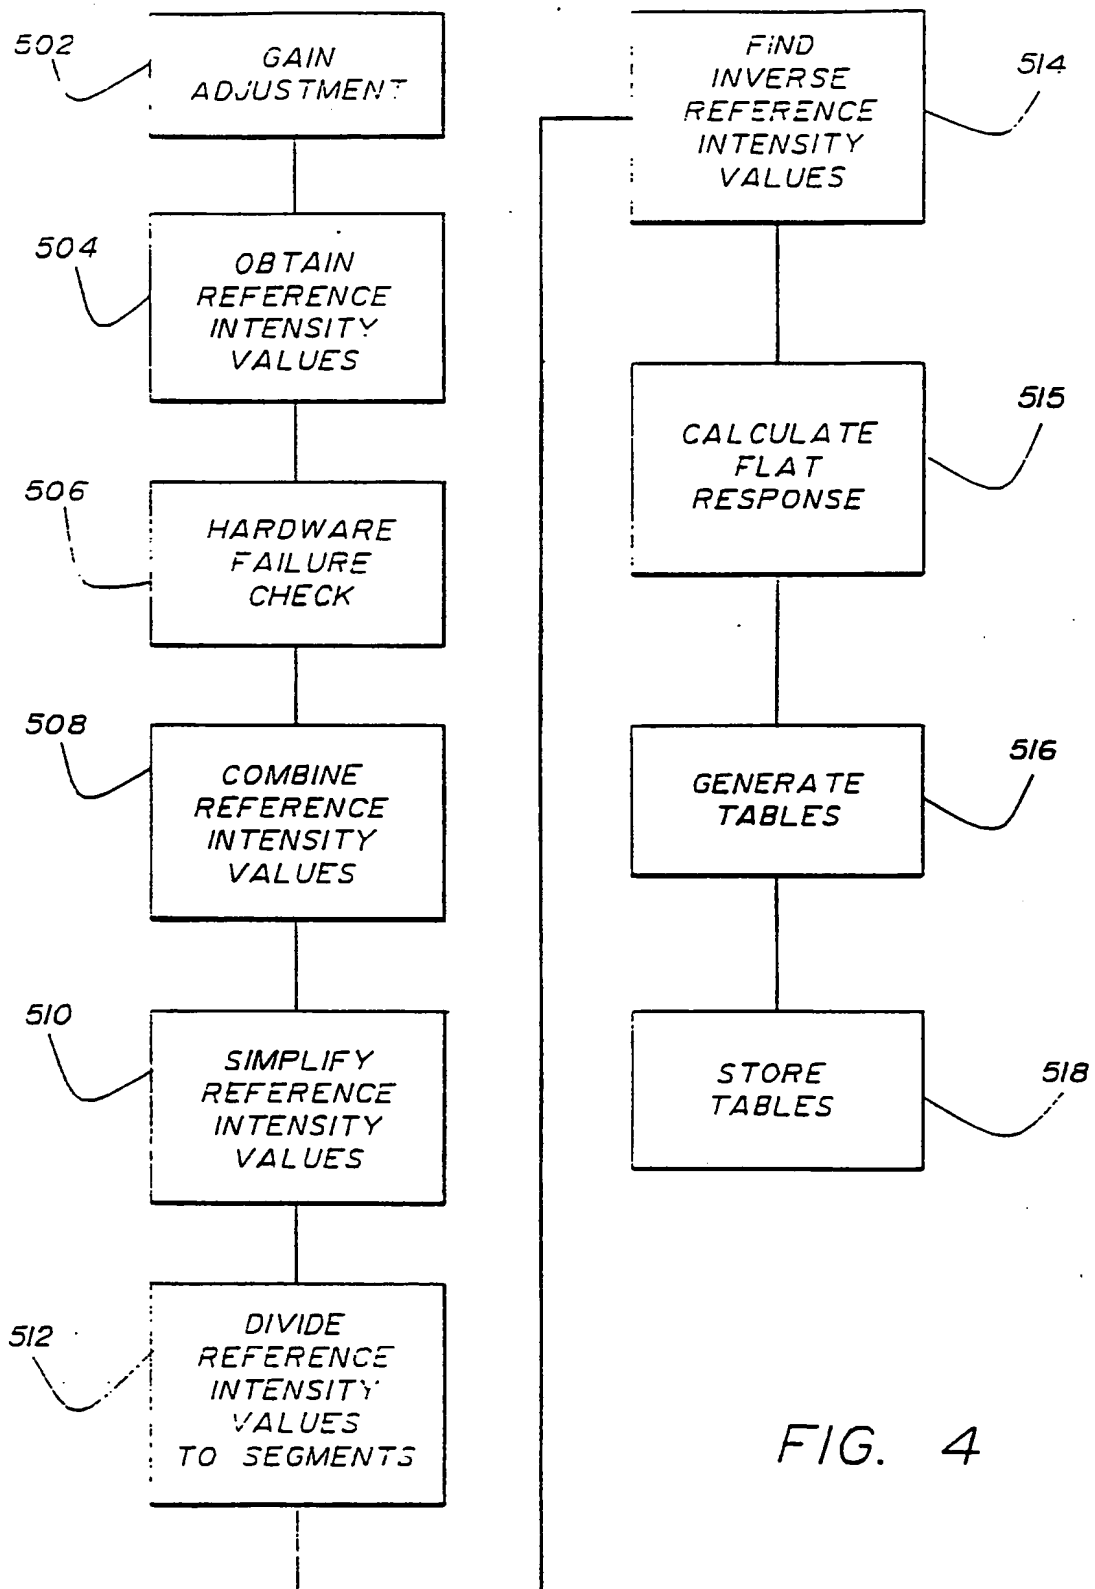 502
GAIN
ADJUSTMENT
504
OBTAIN
REFERENCE
INTENSITY
VALUES
506
HARDWARE
FAILURE
CHECK
508
COMBINE
REFERENCE
INTENSITY
VALUES
510
SIMPLIFY
REFERENCE
INTENSITY
VALUES
512
DIVIDE
REFERENCE
INTENSITY
VALUES
TO SEGMENTS
FIND
INVERSE
REFERENCE
INTENSITY
VALUES
514
CALCULATE
FLAT
RESPONSE
515
GENERATE
TABLES
516
STORE
TABLES
518
FIG. 4